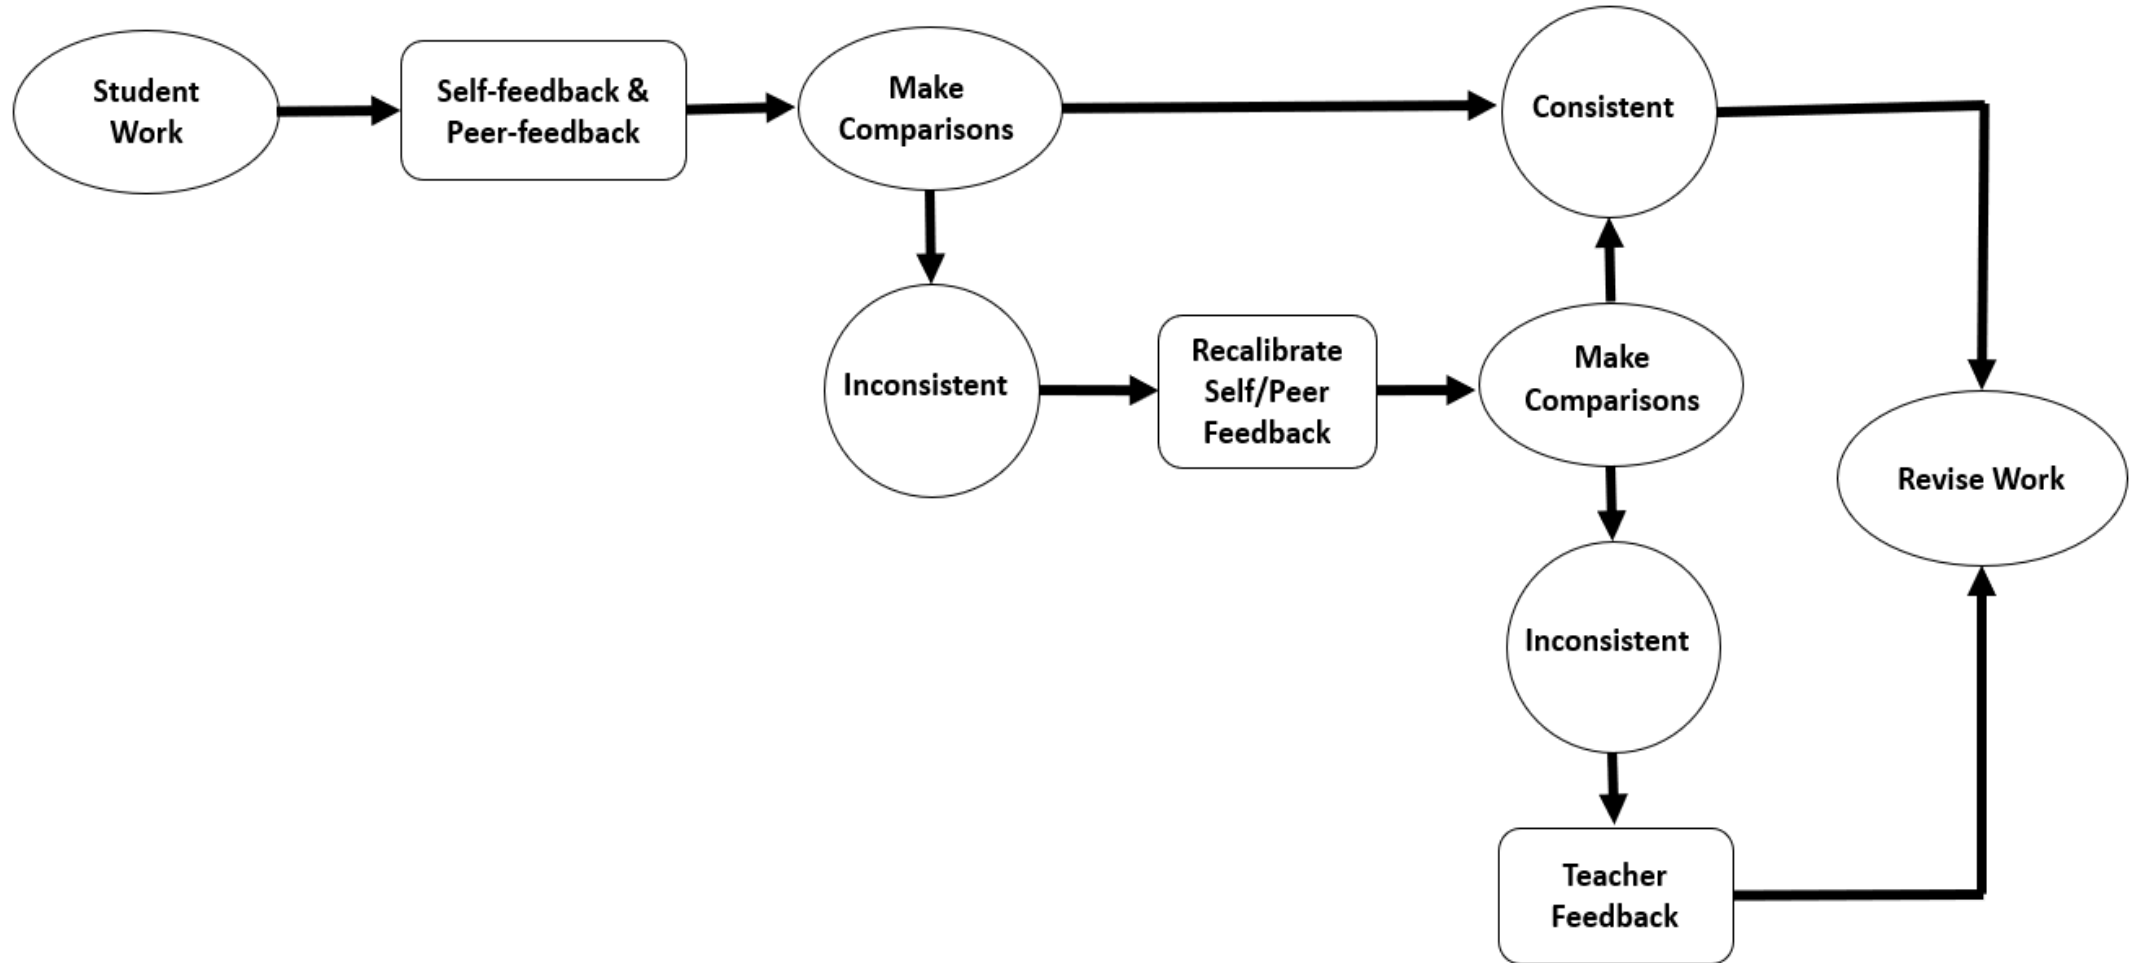 Student
Work
Self-feedback &
Peer-feedback
Make
Comparisons
Consistent
Inconsistent
Recalibrate
Self/Peer
Feedback
Make
Comparisons
Revise Work
Inconsistent
Teacher
Feedback